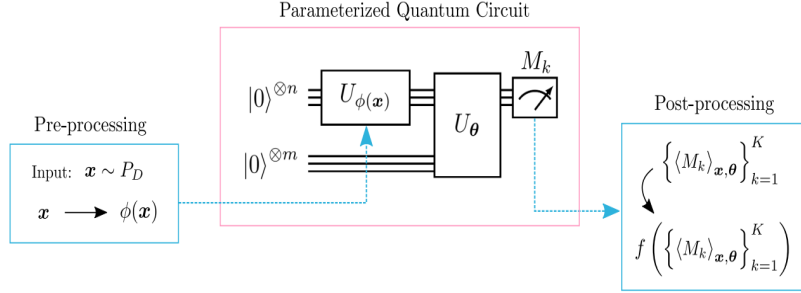 Parameterized Quantum Circuit
Pre-processing
Input: x ∼ P_D
x ⟶ ϕ(x)
|0⟩^{⊗n}
U_{ϕ(x)}
|0⟩^{⊗m}
U_θ
M_k
Post-processing
{⟨M_k⟩_{x,θ}}_{k=1}^{K}
f({⟨M_k⟩_{x,θ}}_{k=1}^{K})